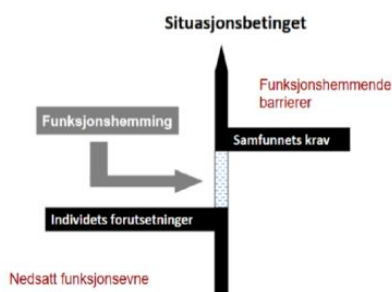 Situasjonsbetinget
Funksjonshemmende
barrierer
Funksjonshemming
Samfunnets krav
Individets forutsetninger
Nedsatt funksjonsevne